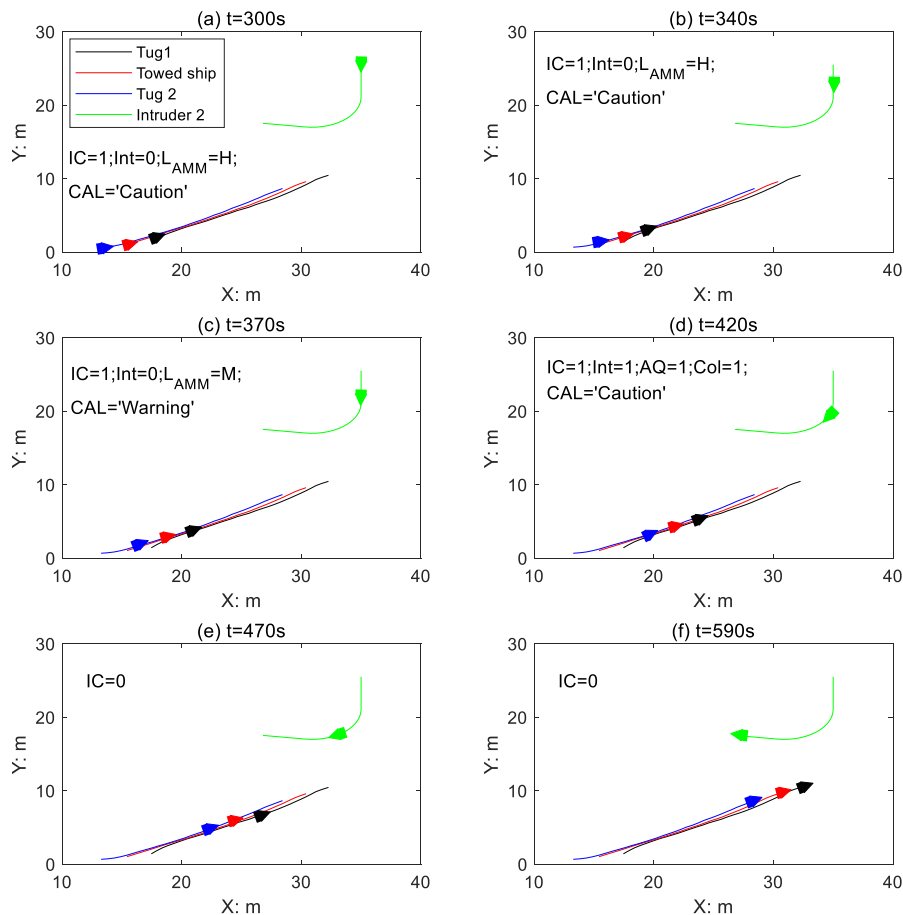 (a) t=300s
Y: m
30
20
10
0
Tug1
Towed ship
Tug 2
Intruder 2
IC=1;Int=0;L_AMM=H;
CAL='Caution'
10 20 30 40
X: m
(b) t=340s
Y: m
30
20
10
0
IC=1;Int=0;L_AMM=H;
CAL='Caution'
10 20 30 40
X: m
(c) t=370s
Y: m
30
20
10
0
IC=1;Int=0;L_AMM=M;
CAL='Warning'
10 20 30 40
X: m
(d) t=420s
Y: m
30
20
10
0
IC=1;Int=1;AQ=1;Col=1;
CAL='Caution'
10 20 30 40
X: m
(e) t=470s
Y: m
30
20
10
0
IC=0
10 20 30 40
X: m
(f) t=590s
Y: m
30
20
10
0
IC=0
10 20 30 40
X: m